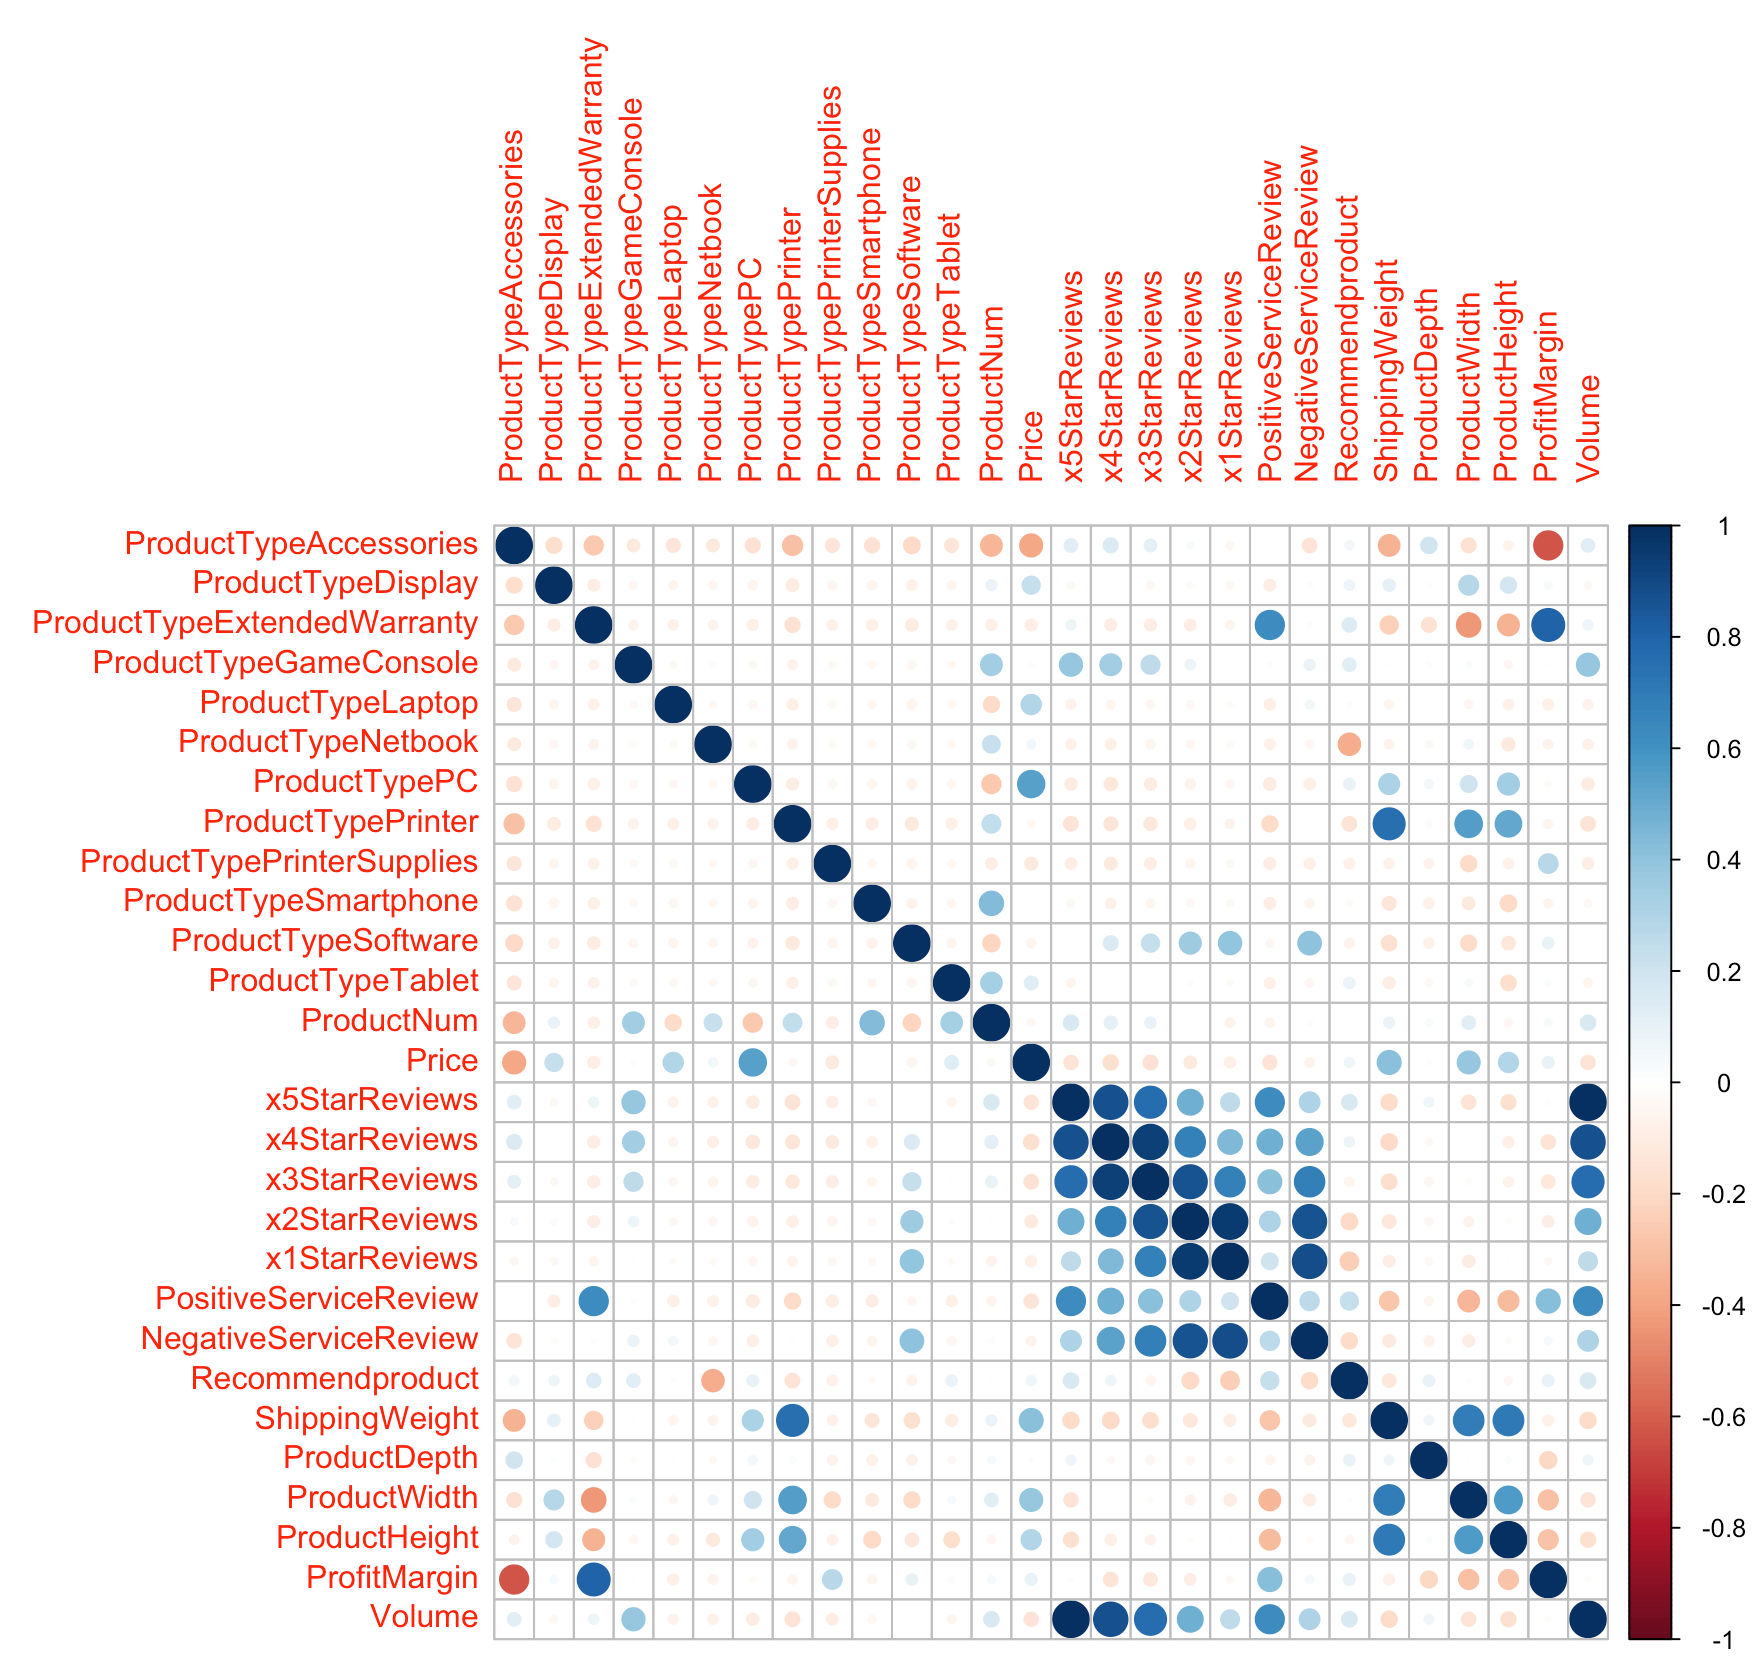 ProductTypeAccessories
ProductTypeDisplay
ProductTypeExtendedWarranty
ProductTypeGameConsole
ProductTypeLaptop
ProductTypeNetbook
ProductTypePC
ProductTypePrinter
ProductTypePrinterSupplies
ProductTypeSmartphone
ProductTypeSoftware
ProductTypeTablet
ProductNum
Price
x5StarReviews
x4StarReviews
x3StarReviews
x2StarReviews
x1StarReviews
PositiveServiceReview
NegativeServiceReview
Recommendproduct
ShippingWeight
ProductDepth
ProductWidth
ProductHeight
ProfitMargin
Volume
ProductTypeAccessories
ProductTypeDisplay
ProductTypeExtendedWarranty
ProductTypeGameConsole
ProductTypeLaptop
ProductTypeNetbook
ProductTypePC
ProductTypePrinter
ProductTypePrinterSupplies
ProductTypeSmartphone
ProductTypeSoftware
ProductTypeTablet
ProductNum
Price
x5StarReviews
x4StarReviews
x3StarReviews
x2StarReviews
x1StarReviews
PositiveServiceReview
NegativeServiceReview
Recommendproduct
ShippingWeight
ProductDepth
ProductWidth
ProductHeight
ProfitMargin
Volume
1
0.8
0.6
0.4
0.2
0
-0.2
-0.4
-0.6
-0.8
-1